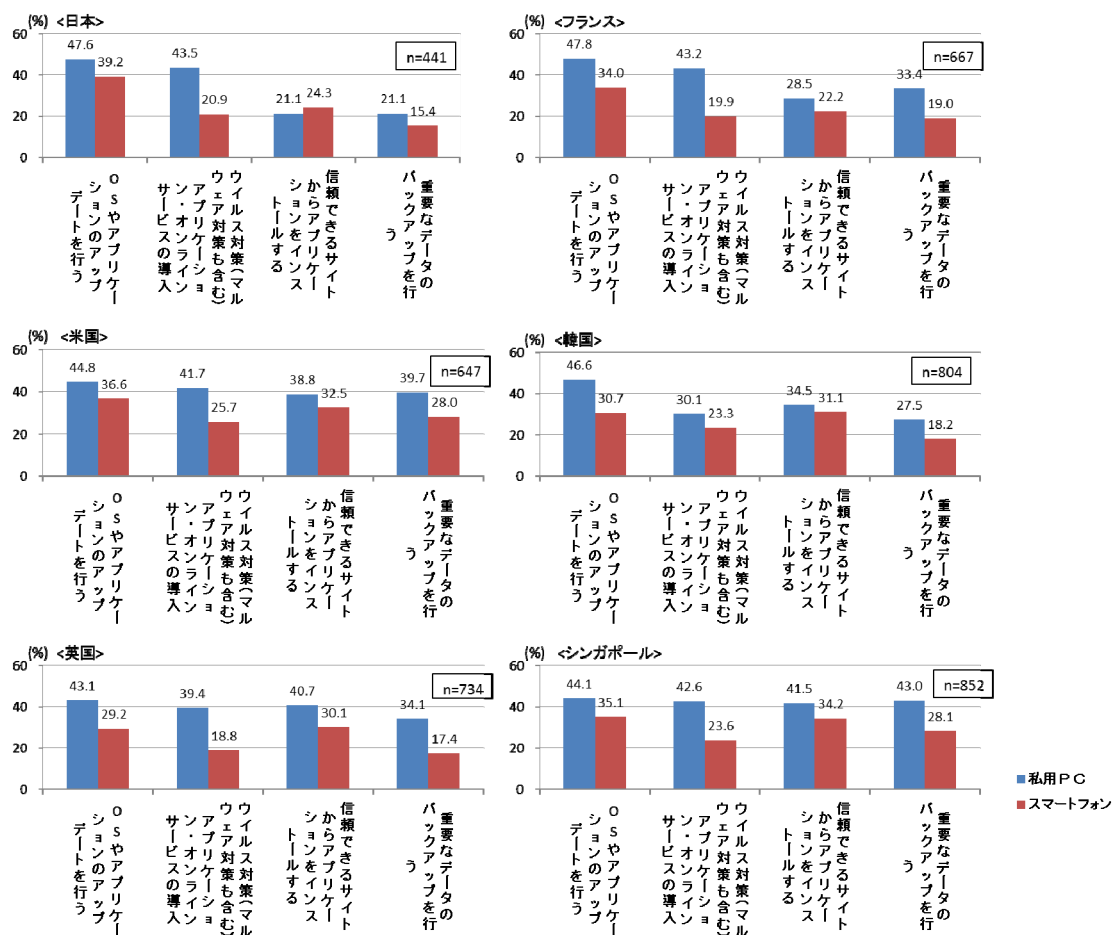 (%) <日本>
60
40
20
0
n=441
47.6
39.2
43.5
20.9
21.1
24.3
21.1
15.4
OSやアプリケー
ションのアップ
デートを行う
ウイルス対策(マル
ウェア対策も含む)
アプリケーショ
ン・オンライン
サービスの導入
信頼できるサイト
からアプリケー
ションをインス
トールする
重要なデータの
バックアップを行
う
(%) <フランス>
60
40
20
0
n=667
47.8
34.0
43.2
19.9
28.5
22.2
33.4
19.0
OSやアプリケー
ションのアップ
デートを行う
ウイルス対策(マル
ウェア対策も含む)
アプリケーショ
ン・オンライン
サービスの導入
信頼できるサイト
からアプリケー
ションをインス
トールする
重要なデータの
バックアップを行
う
(%) <米国>
60
40
20
0
n=647
44.8
36.6
41.7
25.7
38.8
32.5
39.7
28.0
OSやアプリケー
ションのアップ
デートを行う
ウイルス対策(マル
ウェア対策も含む)
アプリケーショ
ン・オンライン
サービスの導入
信頼できるサイト
からアプリケー
ションをインス
トールする
重要なデータの
バックアップを行
う
(%) <韓国>
60
40
20
0
n=804
46.6
30.7
30.1
23.3
34.5
31.1
27.5
18.2
OSやアプリケー
ションのアップ
デートを行う
ウイルス対策(マル
ウェア対策も含む)
アプリケーショ
ン・オンライン
サービスの導入
信頼できるサイト
からアプリケー
ションをインス
トールする
重要なデータの
バックアップを行
う
(%) <英国>
60
40
20
0
n=734
43.1
29.2
39.4
18.8
40.7
30.1
34.1
17.4
OSやアプリケー
ションのアップ
デートを行う
ウイルス対策(マル
ウェア対策も含む)
アプリケーショ
ン・オンライン
サービスの導入
信頼できるサイト
からアプリケー
ションをインス
トールする
重要なデータの
バックアップを行
う
(%) <シンガポール>
60
40
20
0
n=852
44.1
35.1
42.6
23.6
41.5
34.2
43.0
28.1
OSやアプリケー
ションのアップ
デートを行う
ウイルス対策(マル
ウェア対策も含む)
アプリケーショ
ン・オンライン
サービスの導入
信頼できるサイト
からアプリケー
ションをインス
トールする
重要なデータの
バックアップを行
う
私用ＰＣ
スマートフォン